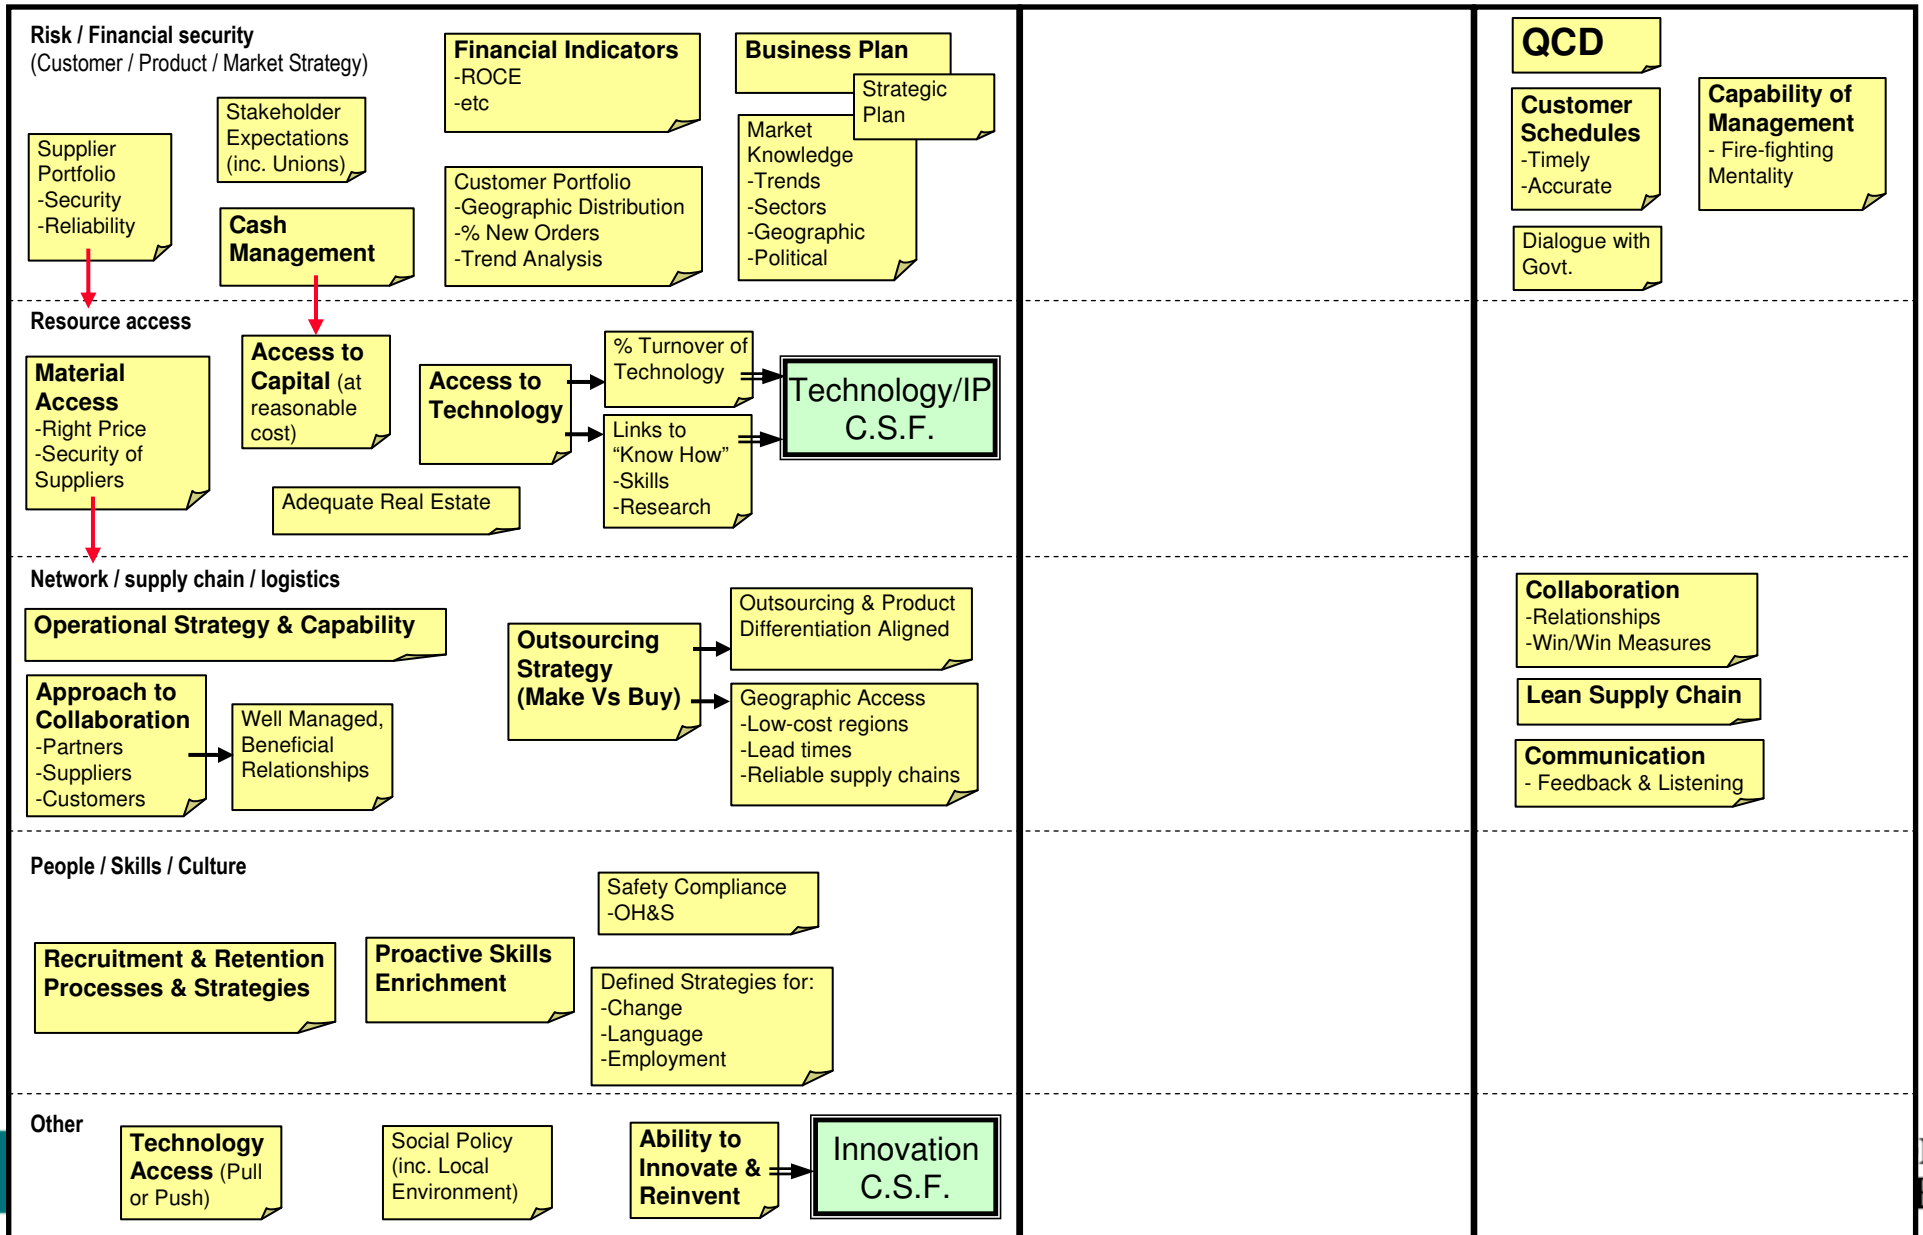 Risk / Financial security
(Customer / Product / Market Strategy)
Supplier
Portfolio
-Security
-Reliability
Stakeholder
Expectations
(inc. Unions)
Cash
Management
Financial Indicators
-ROCE
-etc
Customer Portfolio
-Geographic Distribution
-% New Orders
-Trend Analysis
Business Plan
Strategic
Plan
Market
Knowledge
-Trends
-Sectors
-Geographic
-Political
QCD
Customer
Schedules
-Timely
-Accurate
Capability of
Management
- Fire-fighting
Mentality
Dialogue with
Govt.
Resource access
Material
Access
-Right Price
-Security of
Suppliers
Access to
Capital (at
reasonable
cost)
Adequate Real Estate
Access to
Technology
% Turnover of
Technology
Links to
“Know How”
-Skills
-Research
Technology/IP
C.S.F.
Network / supply chain / logistics
Operational Strategy & Capability
Approach to
Collaboration
-Partners
-Suppliers
-Customers
Well Managed,
Beneficial
Relationships
Outsourcing
Strategy
(Make Vs Buy)
Outsourcing & Product
Differentiation Aligned
Geographic Access
-Low-cost regions
-Lead times
-Reliable supply chains
Collaboration
-Relationships
-Win/Win Measures
Lean Supply Chain
Communication
- Feedback & Listening
People / Skills / Culture
Recruitment & Retention
Processes & Strategies
Proactive Skills
Enrichment
Safety Compliance
-OH&S
Defined Strategies for:
-Change
-Language
-Employment
Other
Technology
Access (Pull
or Push)
Social Policy
(inc. Local
Environment)
Ability to
Innovate &
Reinvent
Innovation
C.S.F.